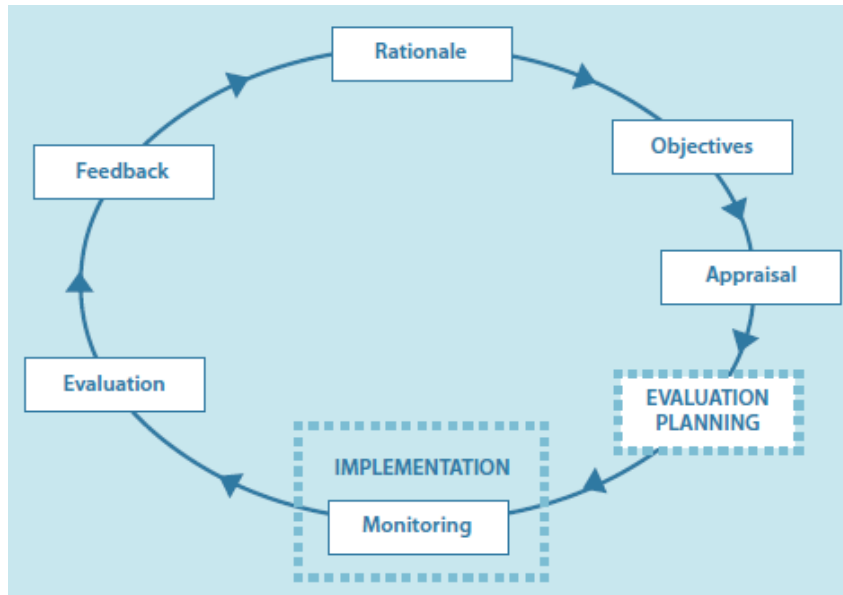 Rationale
Objectives
Appraisal
EVALUATION
PLANNING
IMPLEMENTATION
Monitoring
Evaluation
Feedback